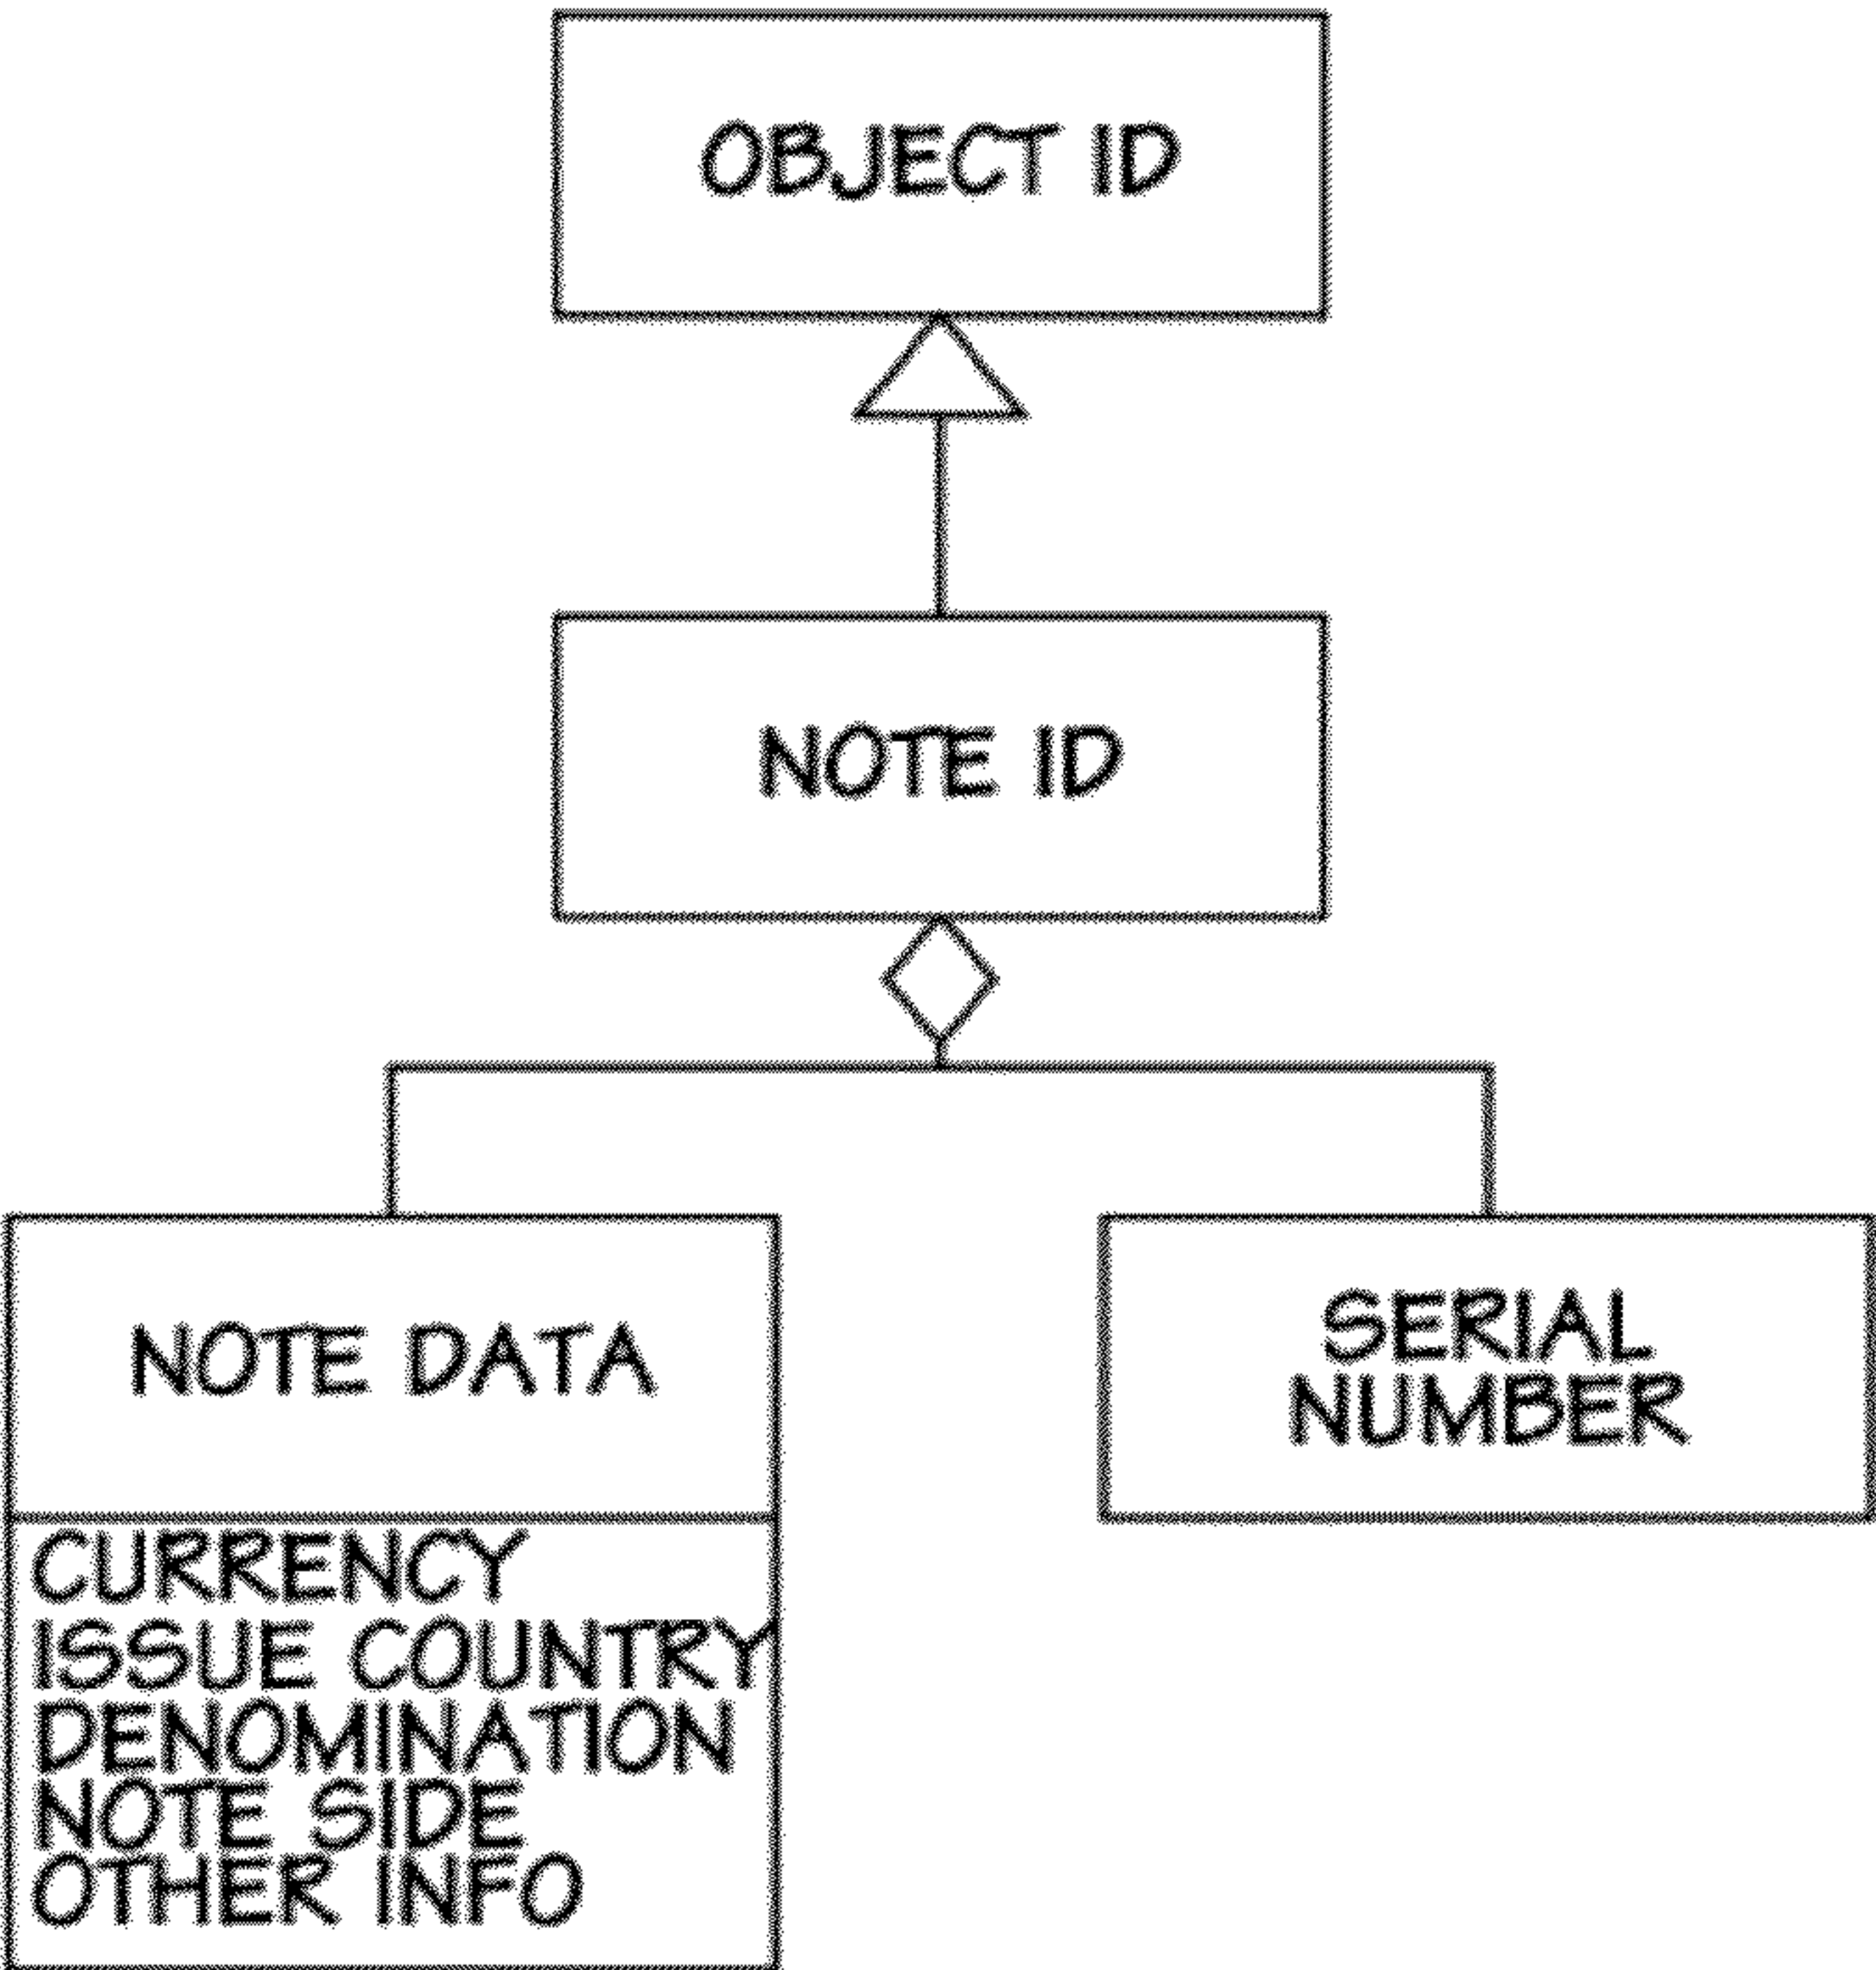 OBJECT ID
NOTE ID
NOTE DATA
SERIAL
NUMBER
CURRENCY
ISSUE COUNTRY
DENOMINATION
NOTE SIDE
OTHER INFO